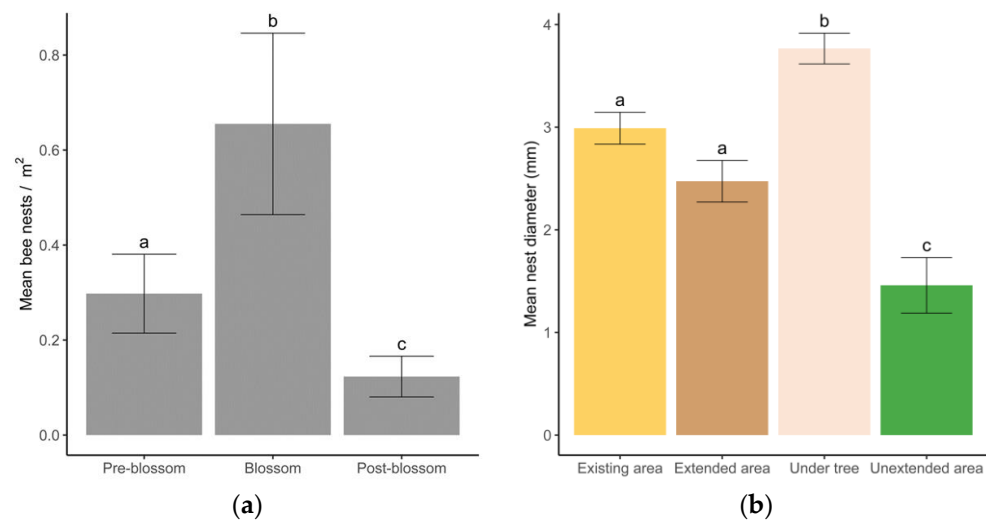 Mean bee nests / m²
0.8
0.6
0.4
0.2
0.0
a
b
c
Pre-blossom
Blossom
Post-blossom
(a)
Mean nest diameter (mm)
4
3
2
1
0
a
a
b
c
Existing area
Extended area
Under tree
Unextended area
(b)